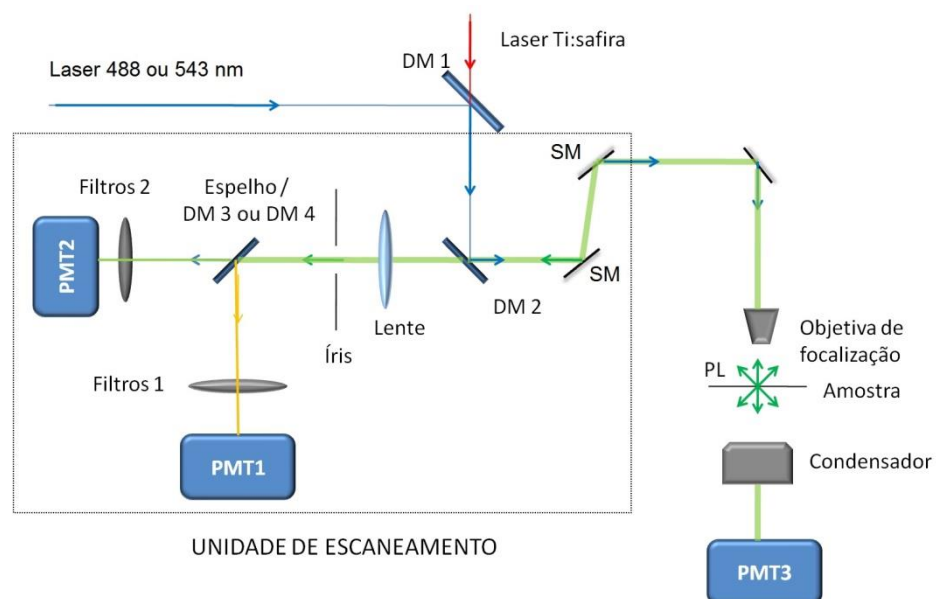 Laser Ti:safira
DM 1
Laser 488 ou 543 nm
SM
Espelho /
DM 3 ou DM 4
Filtros 2
PMT2
SM
DM 2
Lente
Íris
Objetiva de
focalização
PL
Amostra
Filtros 1
Condensador
PMT1
UNIDADE DE ESCANEAMENTO
PMT3